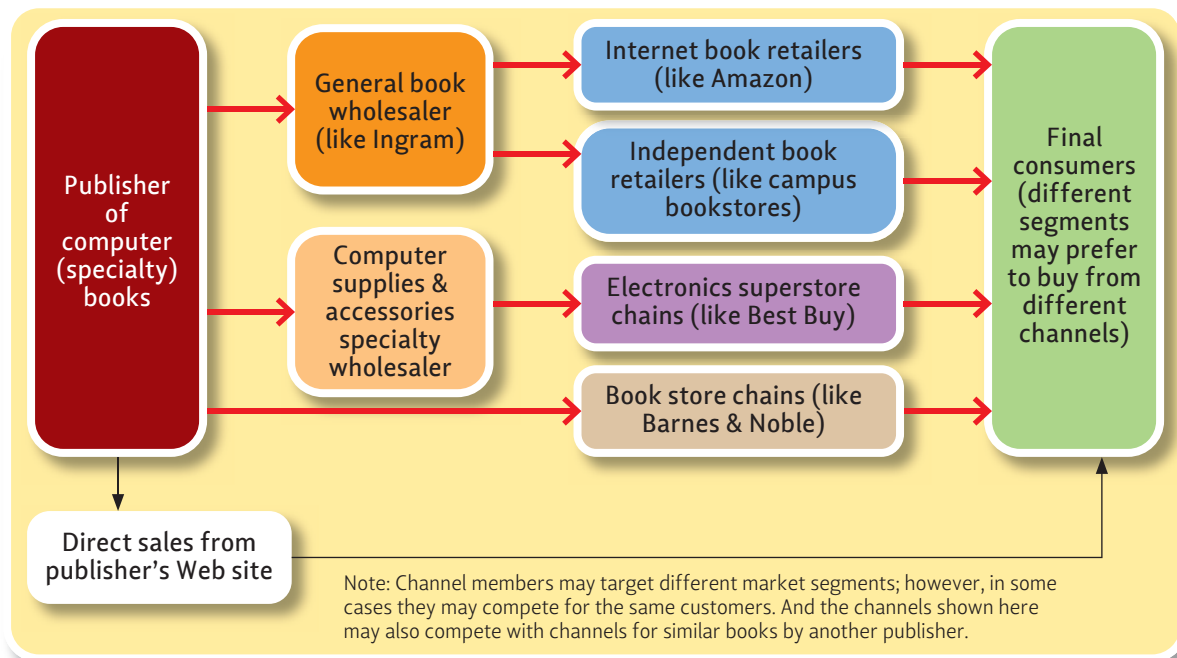 Publisher
of
computer
(specialty)
books
General book
wholesaler
(like Ingram)
Computer
supplies &
accessories
specialty
wholesaler
Internet book retailers
(like Amazon)
Independent book
retailers (like campus
bookstores)
Electronics superstore
chains (like Best Buy)
Book store chains (like
Barnes & Noble)
Final
consumers
(different
segments
may prefer
to buy from
different
channels)
Direct sales from
publisher's Web site
Note: Channel members may target different market segments; however, in some
cases they may compete for the same customers. And the channels shown here
may also compete with channels for similar books by another publisher.